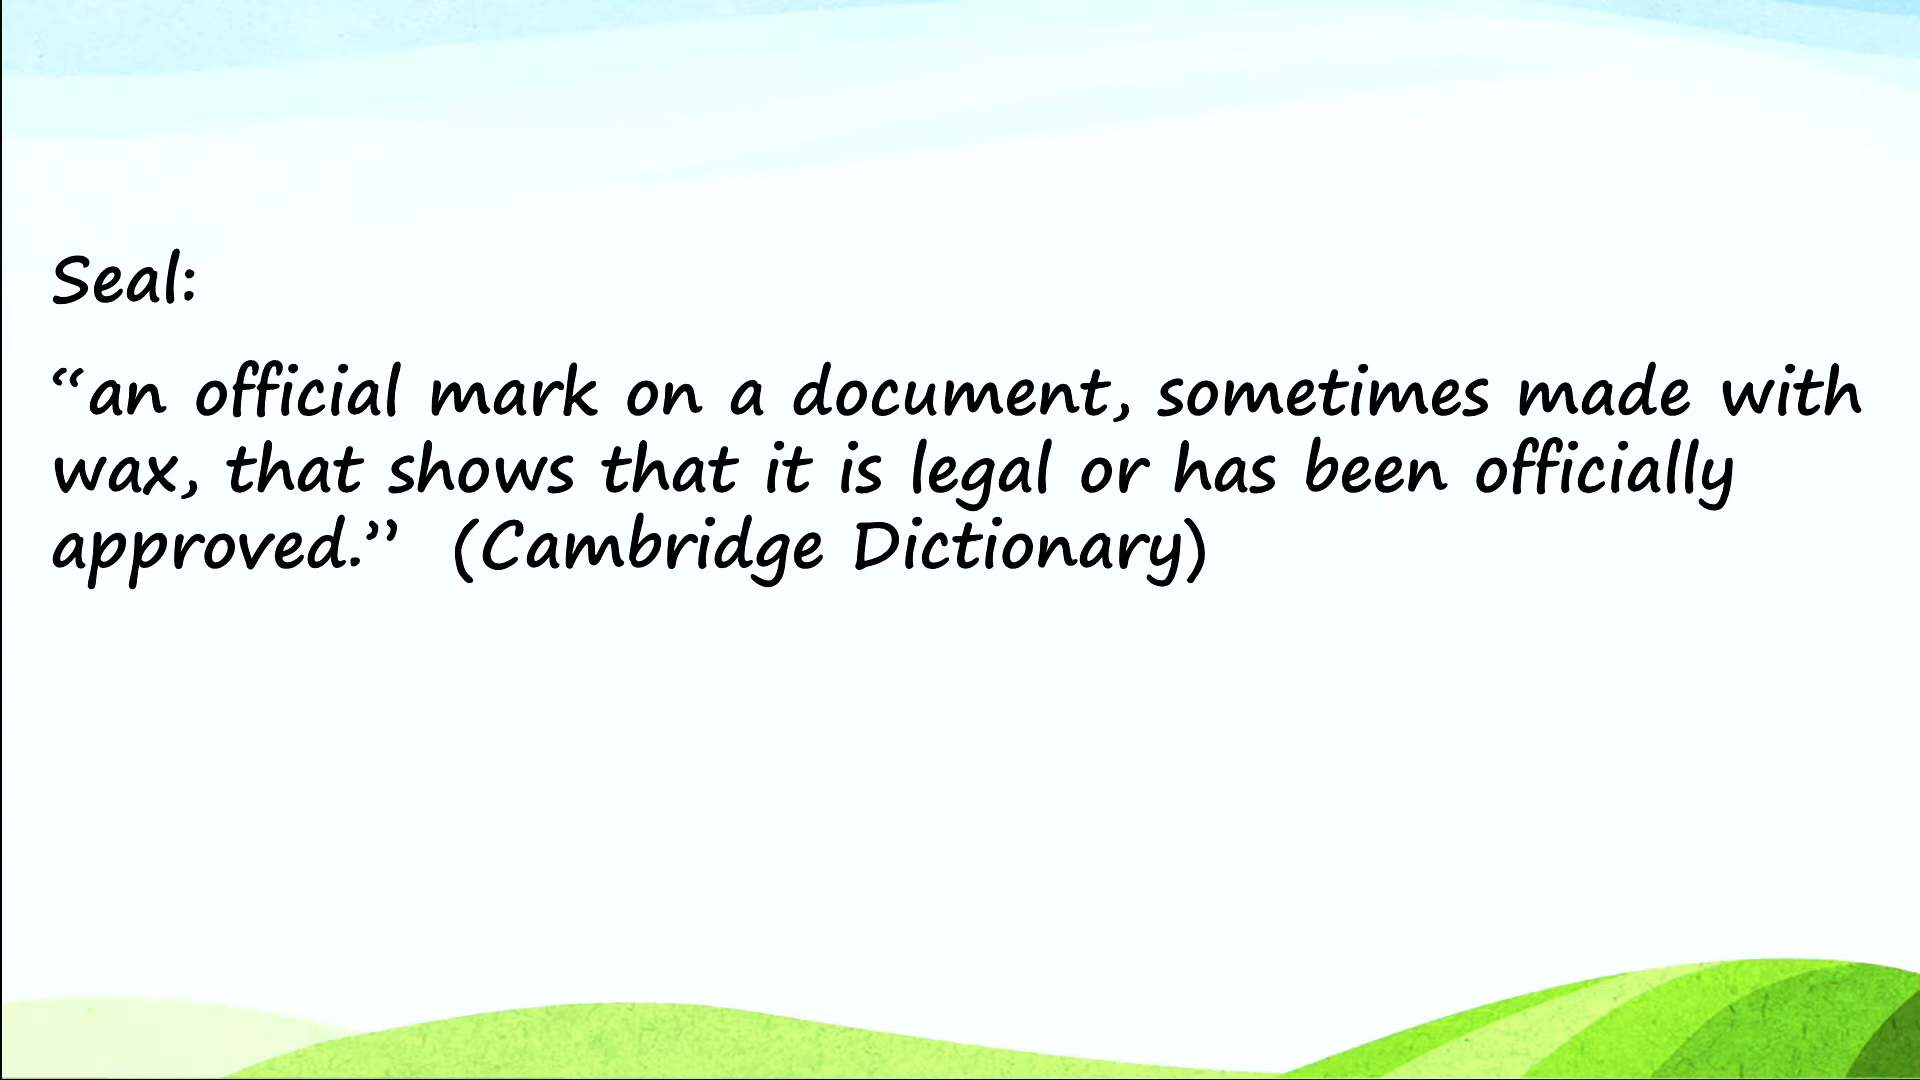 Seal:
“an official mark on a document, sometimes made with
wax, that shows that it is legal or has been officially
approved.”  (Cambridge Dictionary)